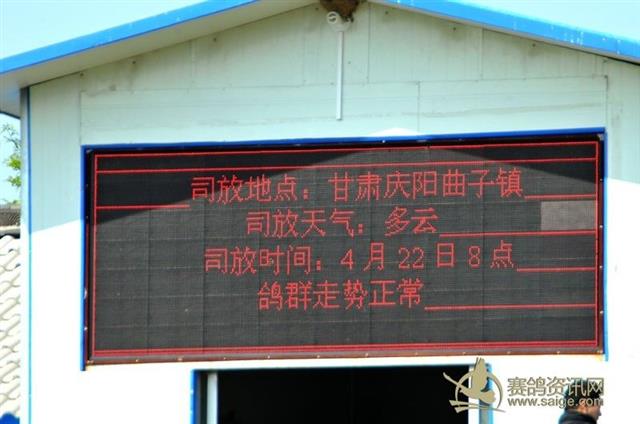 司放地点：甘肃庆阳曲子镇
司放天气：多云
司放时间：4月22日8点
鸽群走势正常
赛鸽资讯网
www.saige.com